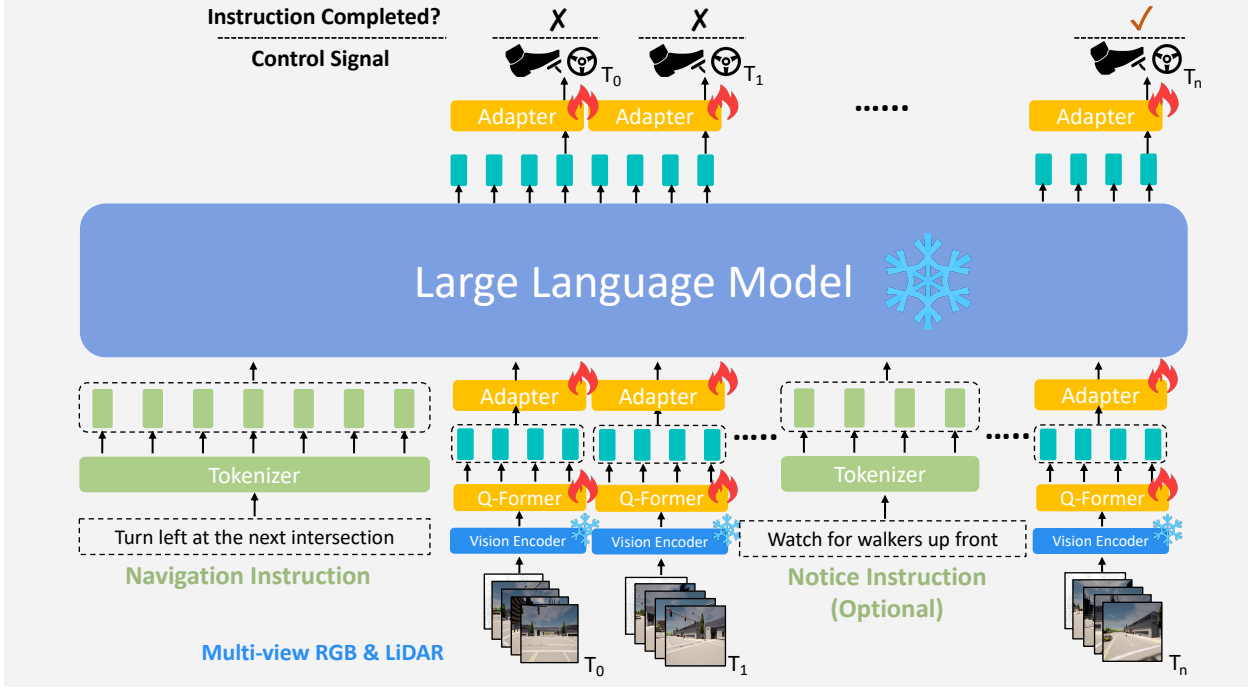 Instruction Completed? ✗ ✗ ✓
Control Signal
T0 T1 Tn
Adapter Adapter ...... Adapter
Large Language Model
Adapter Adapter Adapter
..... .....
Tokenizer Q-Former Q-Former Tokenizer Q-Former
Turn left at the next intersection Vision Encoder Vision Encoder Watch for walkers up front Vision Encoder
Navigation Instruction Notice Instruction
(Optional)
Multi-view RGB & LiDAR T0 T1 Tn